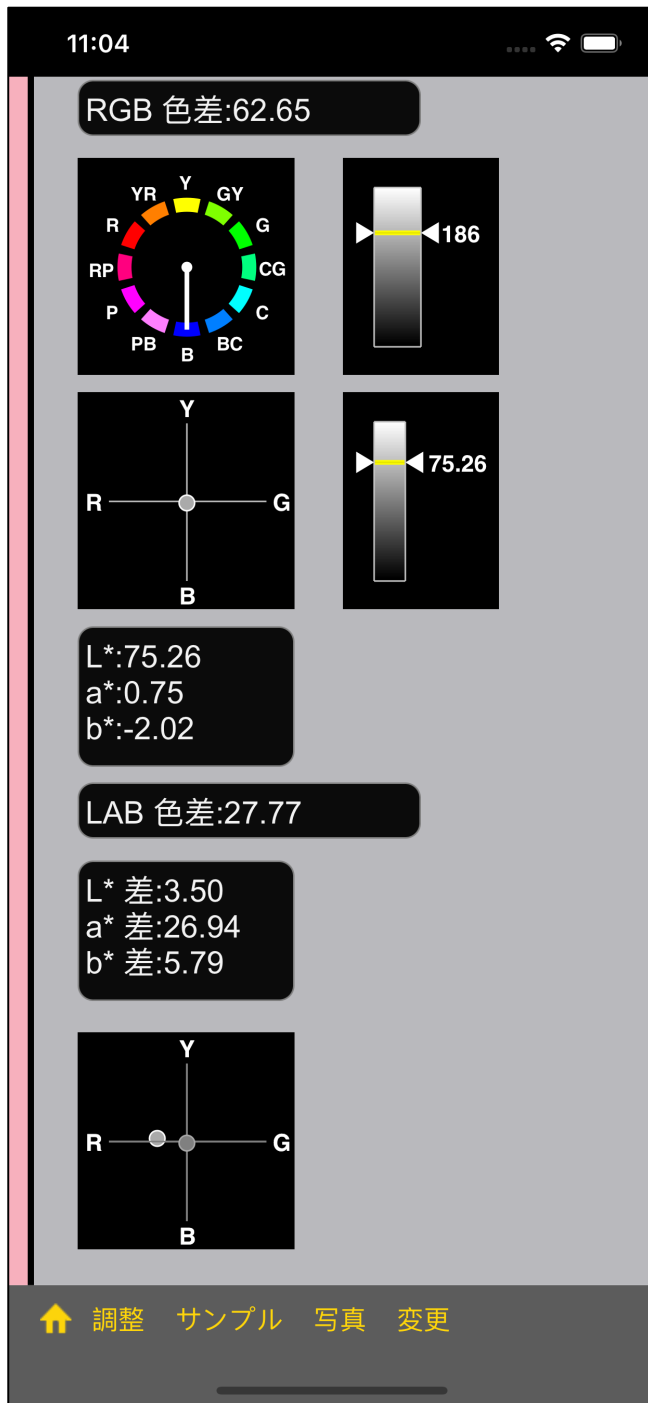 11:04
RGB 色差:62.65
Y
YR GY
R G
RP CG
P C
PB BC
B
186
Y
R G
B
75.26
L*:75.26
a*:0.75
b*:-2.02
LAB 色差:27.77
L* 差:3.50
a* 差:26.94
b* 差:5.79
Y
R G
B
調整 サンプル 写真 変更